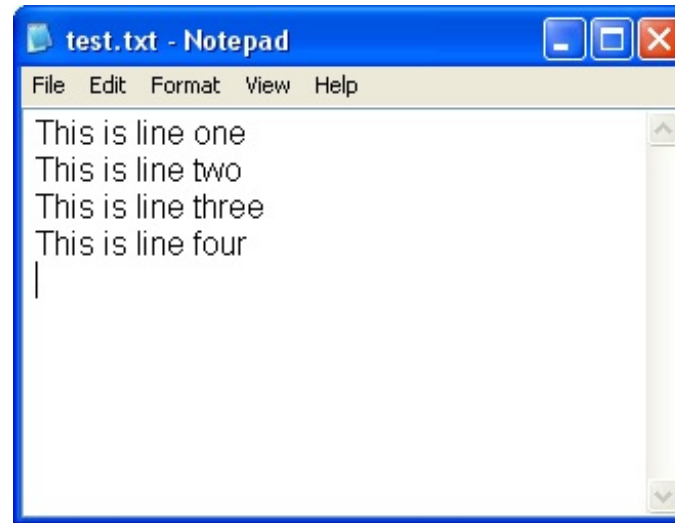 test.txt - Notepad
File Edit Format View Help
This is line one
This is line two
This is line three
This is line four